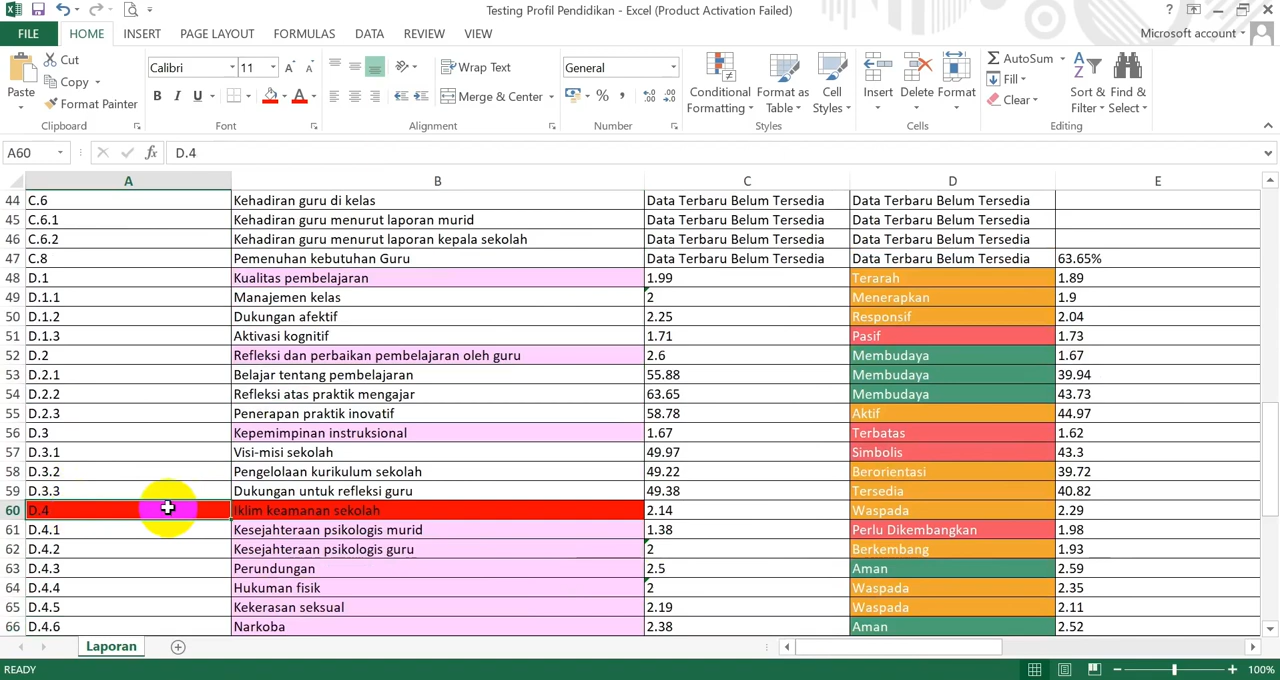 Testing Profil Pendidikan - Excel (Product Activation Failed)
FILE HOME INSERT PAGE LAYOUT FORMULAS DATA REVIEW VIEW Microsoft account
Paste Cut Copy Format Painter Clipboard
Calibri 11 B I U A Font
Wrap Text Merge & Center Alignment
General % , Number
Conditional Formatting Format as Table Cell Styles Styles
Insert Delete Format Cells
AutoSum Fill Clear Sort & Filter Find & Select Editing
A60 fx D.4
A B C D E
44 C.6 Kehadiran guru di kelas Data Terbaru Belum Tersedia Data Terbaru Belum Tersedia
45 C.6.1 Kehadiran guru menurut laporan murid Data Terbaru Belum Tersedia Data Terbaru Belum Tersedia
46 C.6.2 Kehadiran guru menurut laporan kepala sekolah Data Terbaru Belum Tersedia Data Terbaru Belum Tersedia
47 C.8 Pemenuhan kebutuhan Guru Data Terbaru Belum Tersedia Data Terbaru Belum Tersedia 63.65%
48 D.1 Kualitas pembelajaran 1.99 Terarah 1.89
49 D.1.1 Manajemen kelas 2 Menerapkan 1.9
50 D.1.2 Dukungan afektif 2.25 Responsif 2.04
51 D.1.3 Aktivasi kognitif 1.71 Pasif 1.73
52 D.2 Refleksi dan perbaikan pembelajaran oleh guru 2.6 Membudaya 1.67
53 D.2.1 Belajar tentang pembelajaran 55.88 Membudaya 39.94
54 D.2.2 Refleksi atas praktik mengajar 63.65 Membudaya 43.73
55 D.2.3 Penerapan praktik inovatif 58.78 Aktif 44.97
56 D.3 Kepemimpinan instruksional 1.67 Terbatas 1.62
57 D.3.1 Visi-misi sekolah 49.97 Simbolis 43.3
58 D.3.2 Pengelolaan kurikulum sekolah 49.22 Berorientasi 39.72
59 D.3.3 Dukungan untuk refleksi guru 49.38 Tersedia 40.82
60 D.4 Iklim keamanan sekolah 2.14 Waspada 2.29
61 D.4.1 Kesejahteraan psikologis murid 1.38 Perlu Dikembangkan 1.98
62 D.4.2 Kesejahteraan psikologis guru 2 Berkembang 1.93
63 D.4.3 Perundungan 2.5 Aman 2.59
64 D.4.4 Hukuman fisik 2 Waspada 2.35
65 D.4.5 Kekerasan seksual 2.19 Waspada 2.11
66 D.4.6 Narkoba 2.38 Aman 2.52
Laporan
READY 100%